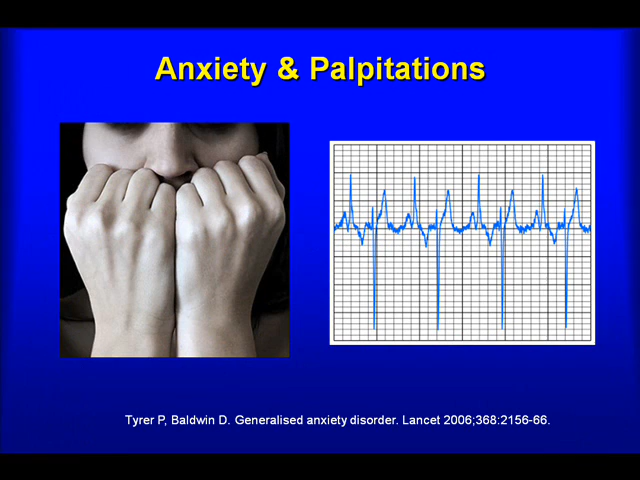 Anxiety & Palpitations
Tyrer P, Baldwin D. Generalised anxiety disorder. Lancet 2006;368:2156-66.